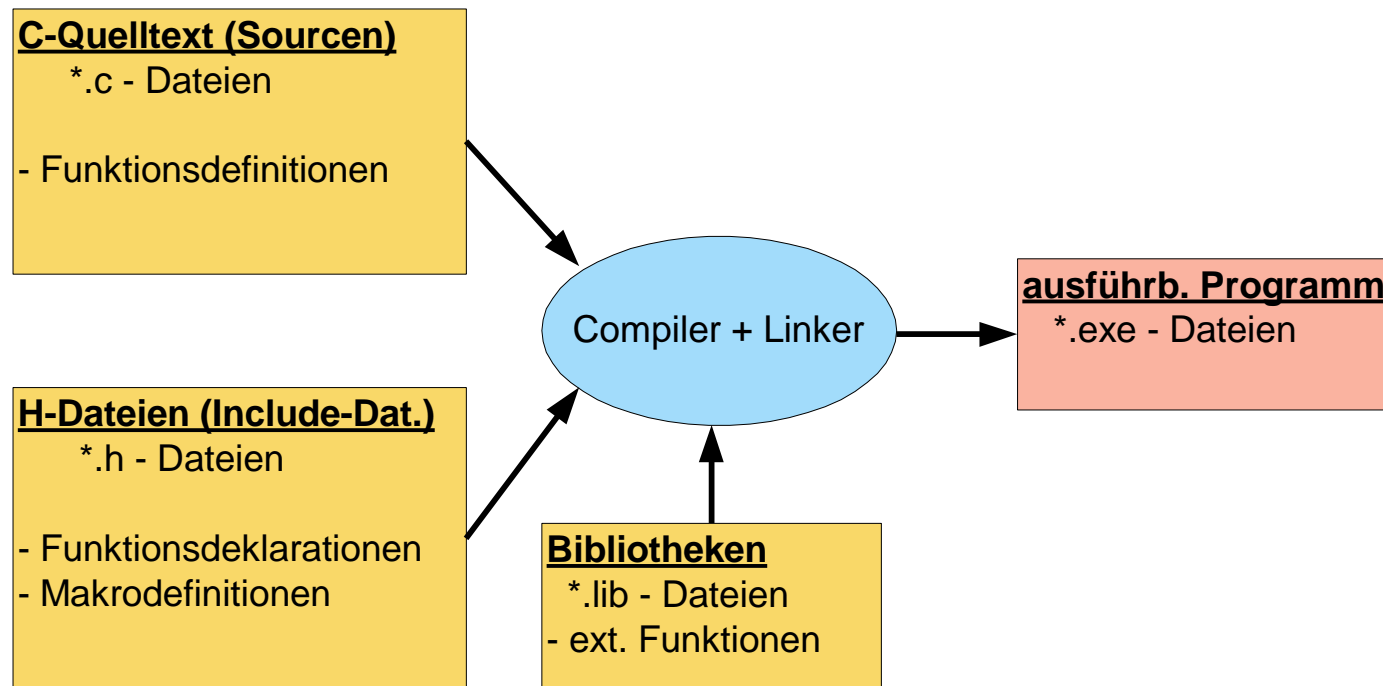 C-Quelltext (Sourcen)
*.c - Dateien
- Funktionsdefinitionen
H-Dateien (Include-Dat.)
*.h - Dateien
- Funktionsdeklarationen
- Makrodefinitionen
Bibliotheken
*.lib - Dateien
- ext. Funktionen
Compiler + Linker
ausführb. Programm
*.exe - Dateien